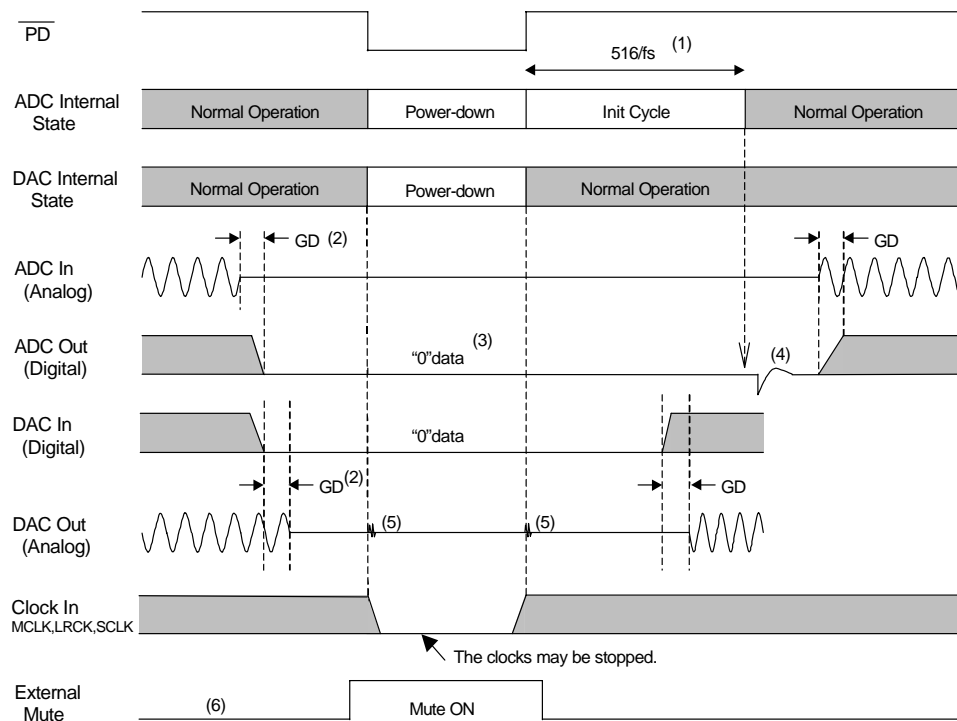 PD
516/fs (1)
ADC Internal
State
Normal Operation Power-down Init Cycle Normal Operation
DAC Internal
State
Normal Operation Power-down Normal Operation
GD (2) GD
ADC In
(Analog)
ADC Out
(Digital)
“0”data (3)
(4)
DAC In
(Digital)
“0”data
GD (2) GD
DAC Out
(Analog)
(5) (5)
Clock In
MCLK,LRCK,SCLK
The clocks may be stopped.
External
Mute
(6) Mute ON